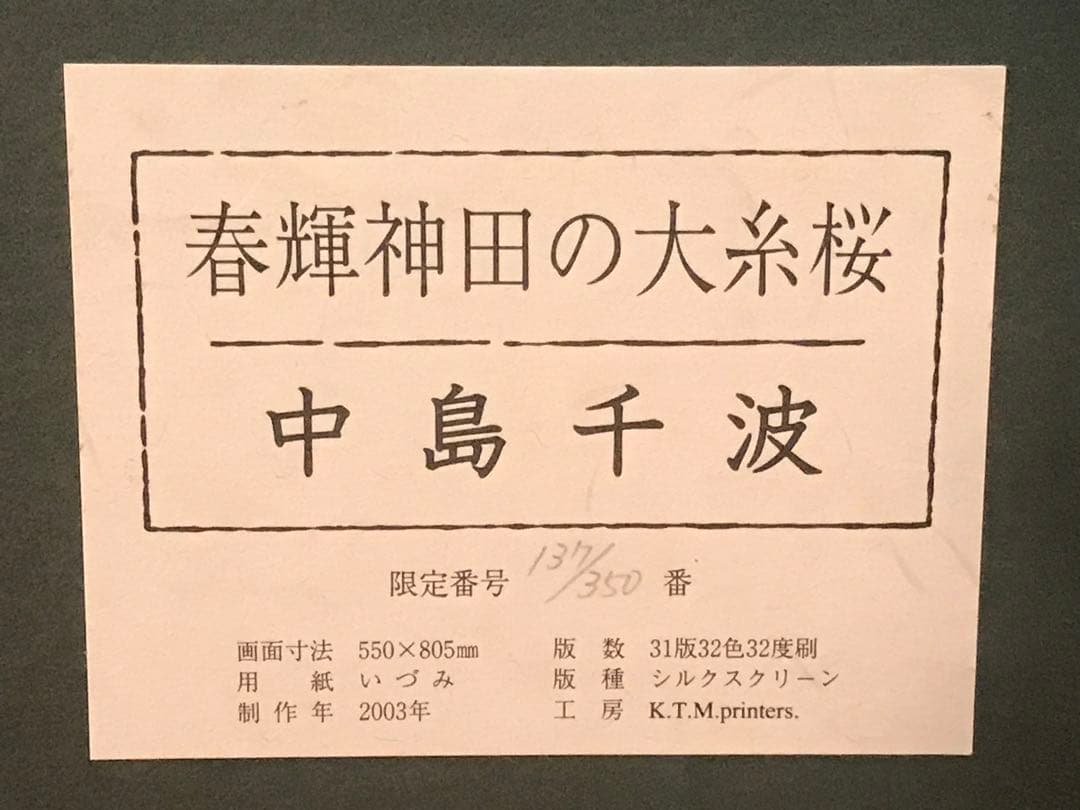 春輝神田の大糸桜
中島千波
限定番号 137/350 番
画面寸法 550×805㎜
用紙 いづみ
制作年 2003年
版数 31版32色32度刷
版種 シルクスクリーン
工房 K.T.M.printers.